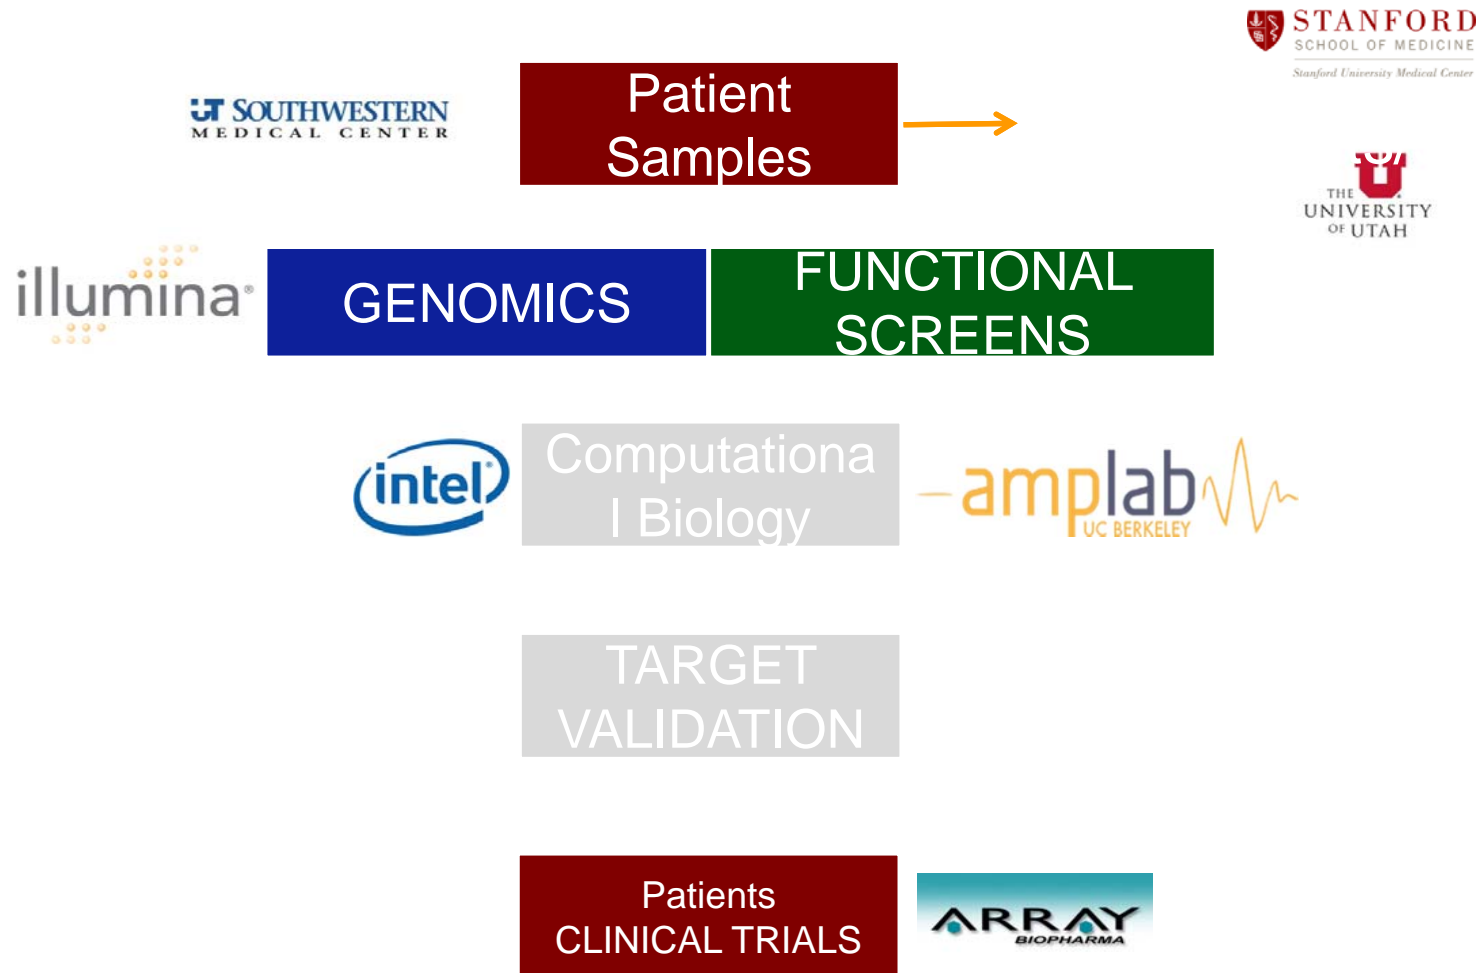 STANFORD
SCHOOL OF MEDICINE
Stanford University Medical Center
UT SOUTHWESTERN
MEDICAL CENTER
Patient
Samples
THE
UNIVERSITY
OF UTAH
illumina®
GENOMICS
FUNCTIONAL
SCREENS
intel®
Computationa
l Biology
amplab
UC BERKELEY
TARGET
VALIDATION
Patients
CLINICAL TRIALS
ARRAY
BIOPHARMA